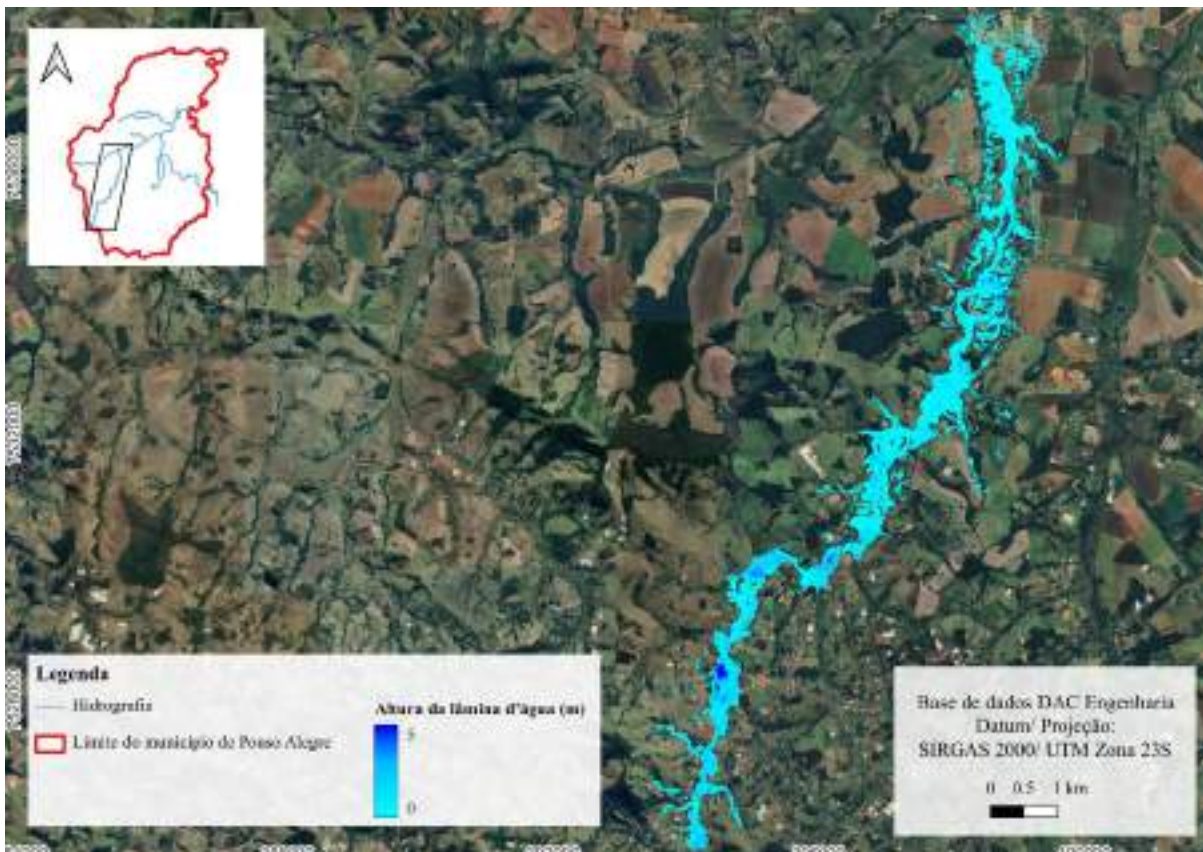 Legenda
Hidrografia
Limite do município de Pouso Alegre
Altura da lâmina d'água (m)
5
0
Base de dados DAC Engenharia
Datum/ Projeção:
SIRGAS 2000/ UTM Zona 23S
0 0.5 1 km